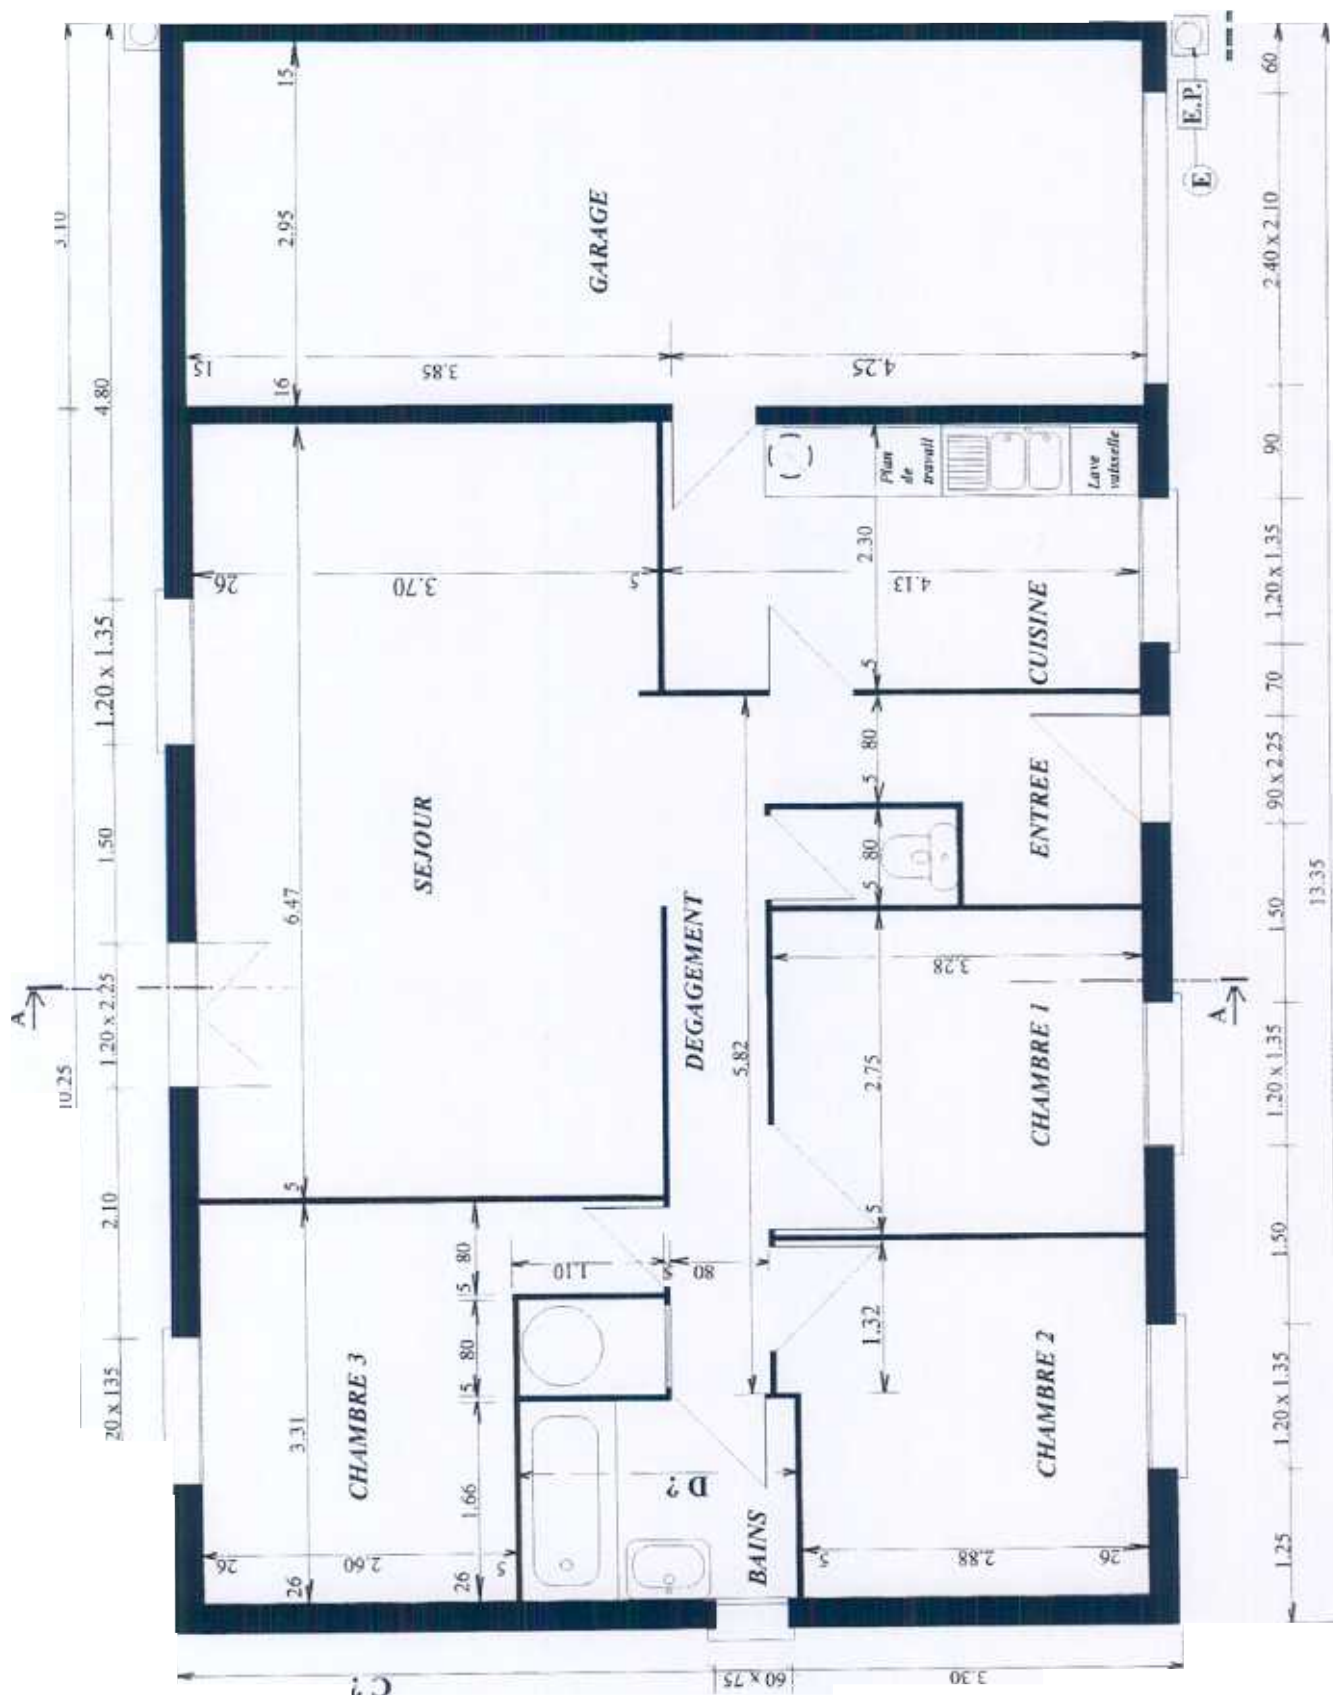 3.10
4.80
1.20 x 1.35
1.50
1.20 x 2.25
10.25
2.10
20 x 135
A
15
2.95
16
15
3.85
4.25
GARAGE
E.P.
E
60
2.40 x 2.10
90
1.20 x 1.35
70
90 x 2.25
1.50
1.20 x 1.35
1.50
1.20 x 1.35
1.25
13.35
A
26
3.70
5
4.13
Plan
de
travail
Lave
vaisselle
2.30
5
CUISINE
SEJOUR
6.47
5
80
5
80
5
ENTREE
DEGAGEMENT
5.82
3.28
2.75
5
CHAMBRE 1
CHAMBRE 3
3.31
26
80
5
80
5
1.66
26
1.10
5
80
26
2.60
5
D ?
BAINS
1.32
CHAMBRE 2
5
2.88
26
C ?
60 x 75
3.30